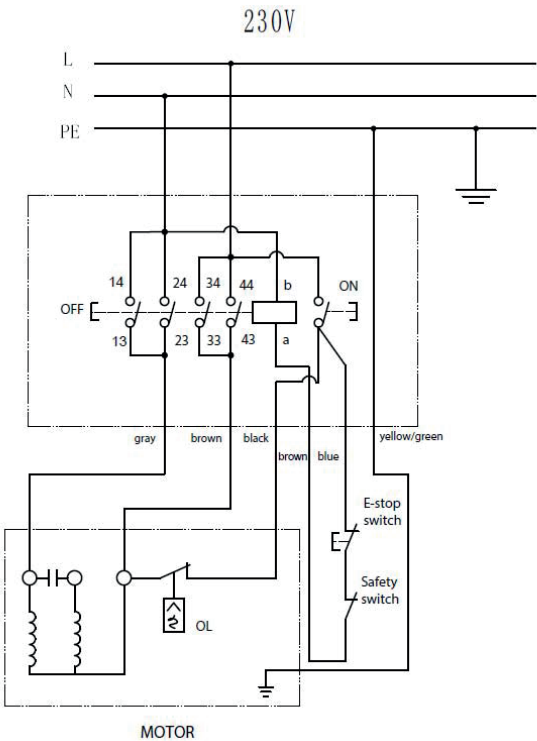 230V
L
N
PE
14 24 34 44 b ON
OFF
13 23 33 43 a
gray brown black yellow/green
brown blue
E-stop
switch
Safety
switch
OL
MOTOR